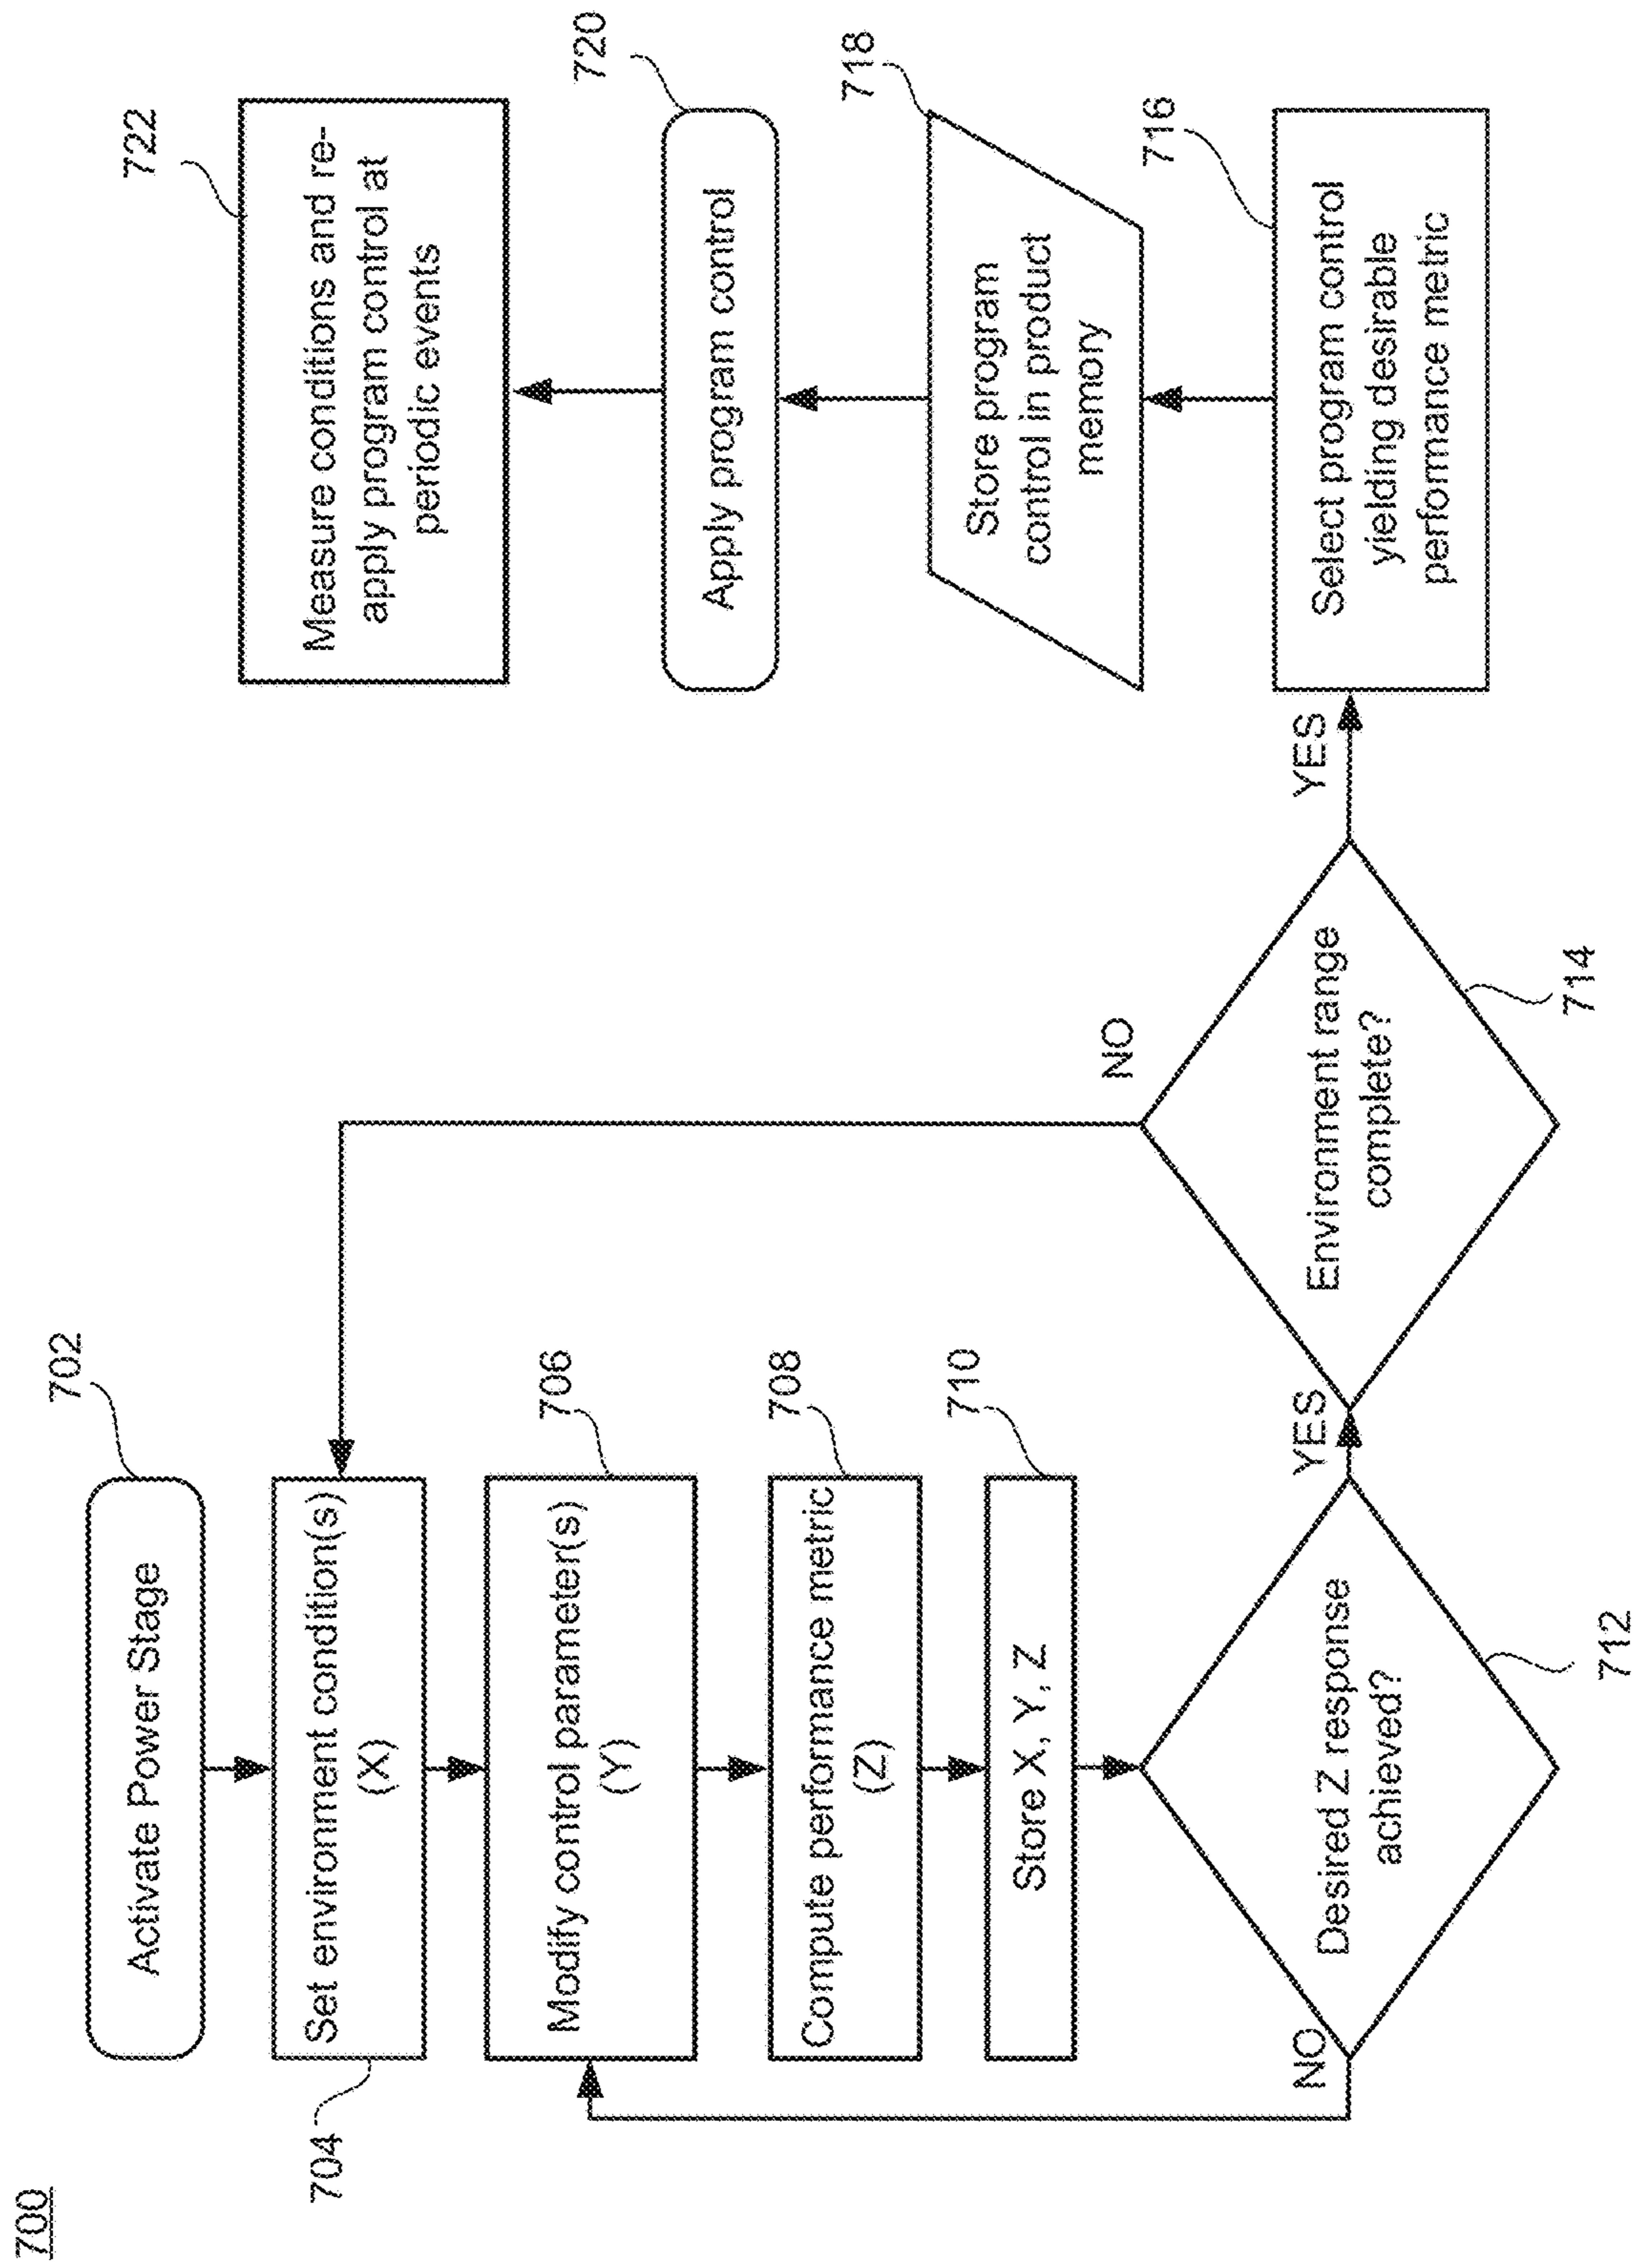 700
702
Activate Power Stage
704
Set environment condition(s)
(X)
706
Modify control parameter(s)
(Y)
708
Compute performance metric
(Z)
710
Store X, Y, Z
712
Desired Z response
achieved?
NO
YES
714
Environment range
complete?
NO
YES
716
Select program control
yielding desirable
performance metric
718
Store program
control in product
memory
720
Apply program control
722
Measure conditions and re-
apply program control at
periodic events